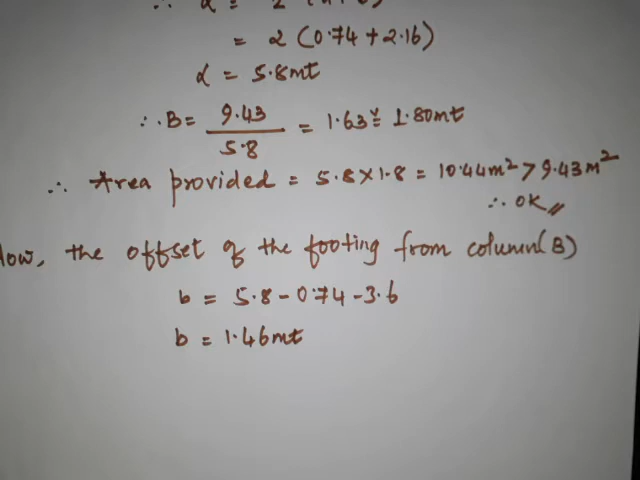 = 2 (0.74 + 2.16)
α = 5.8mt
∴ B = 9.43 / 5.8 = 1.63 ≅ 1.80mt
∴ Area provided = 5.8 x 1.8 = 10.44m² > 9.43m²
∴ OK
Now, the offset of the footing from column(B)
b = 5.8 - 0.74 - 3.6
b = 1.46mt